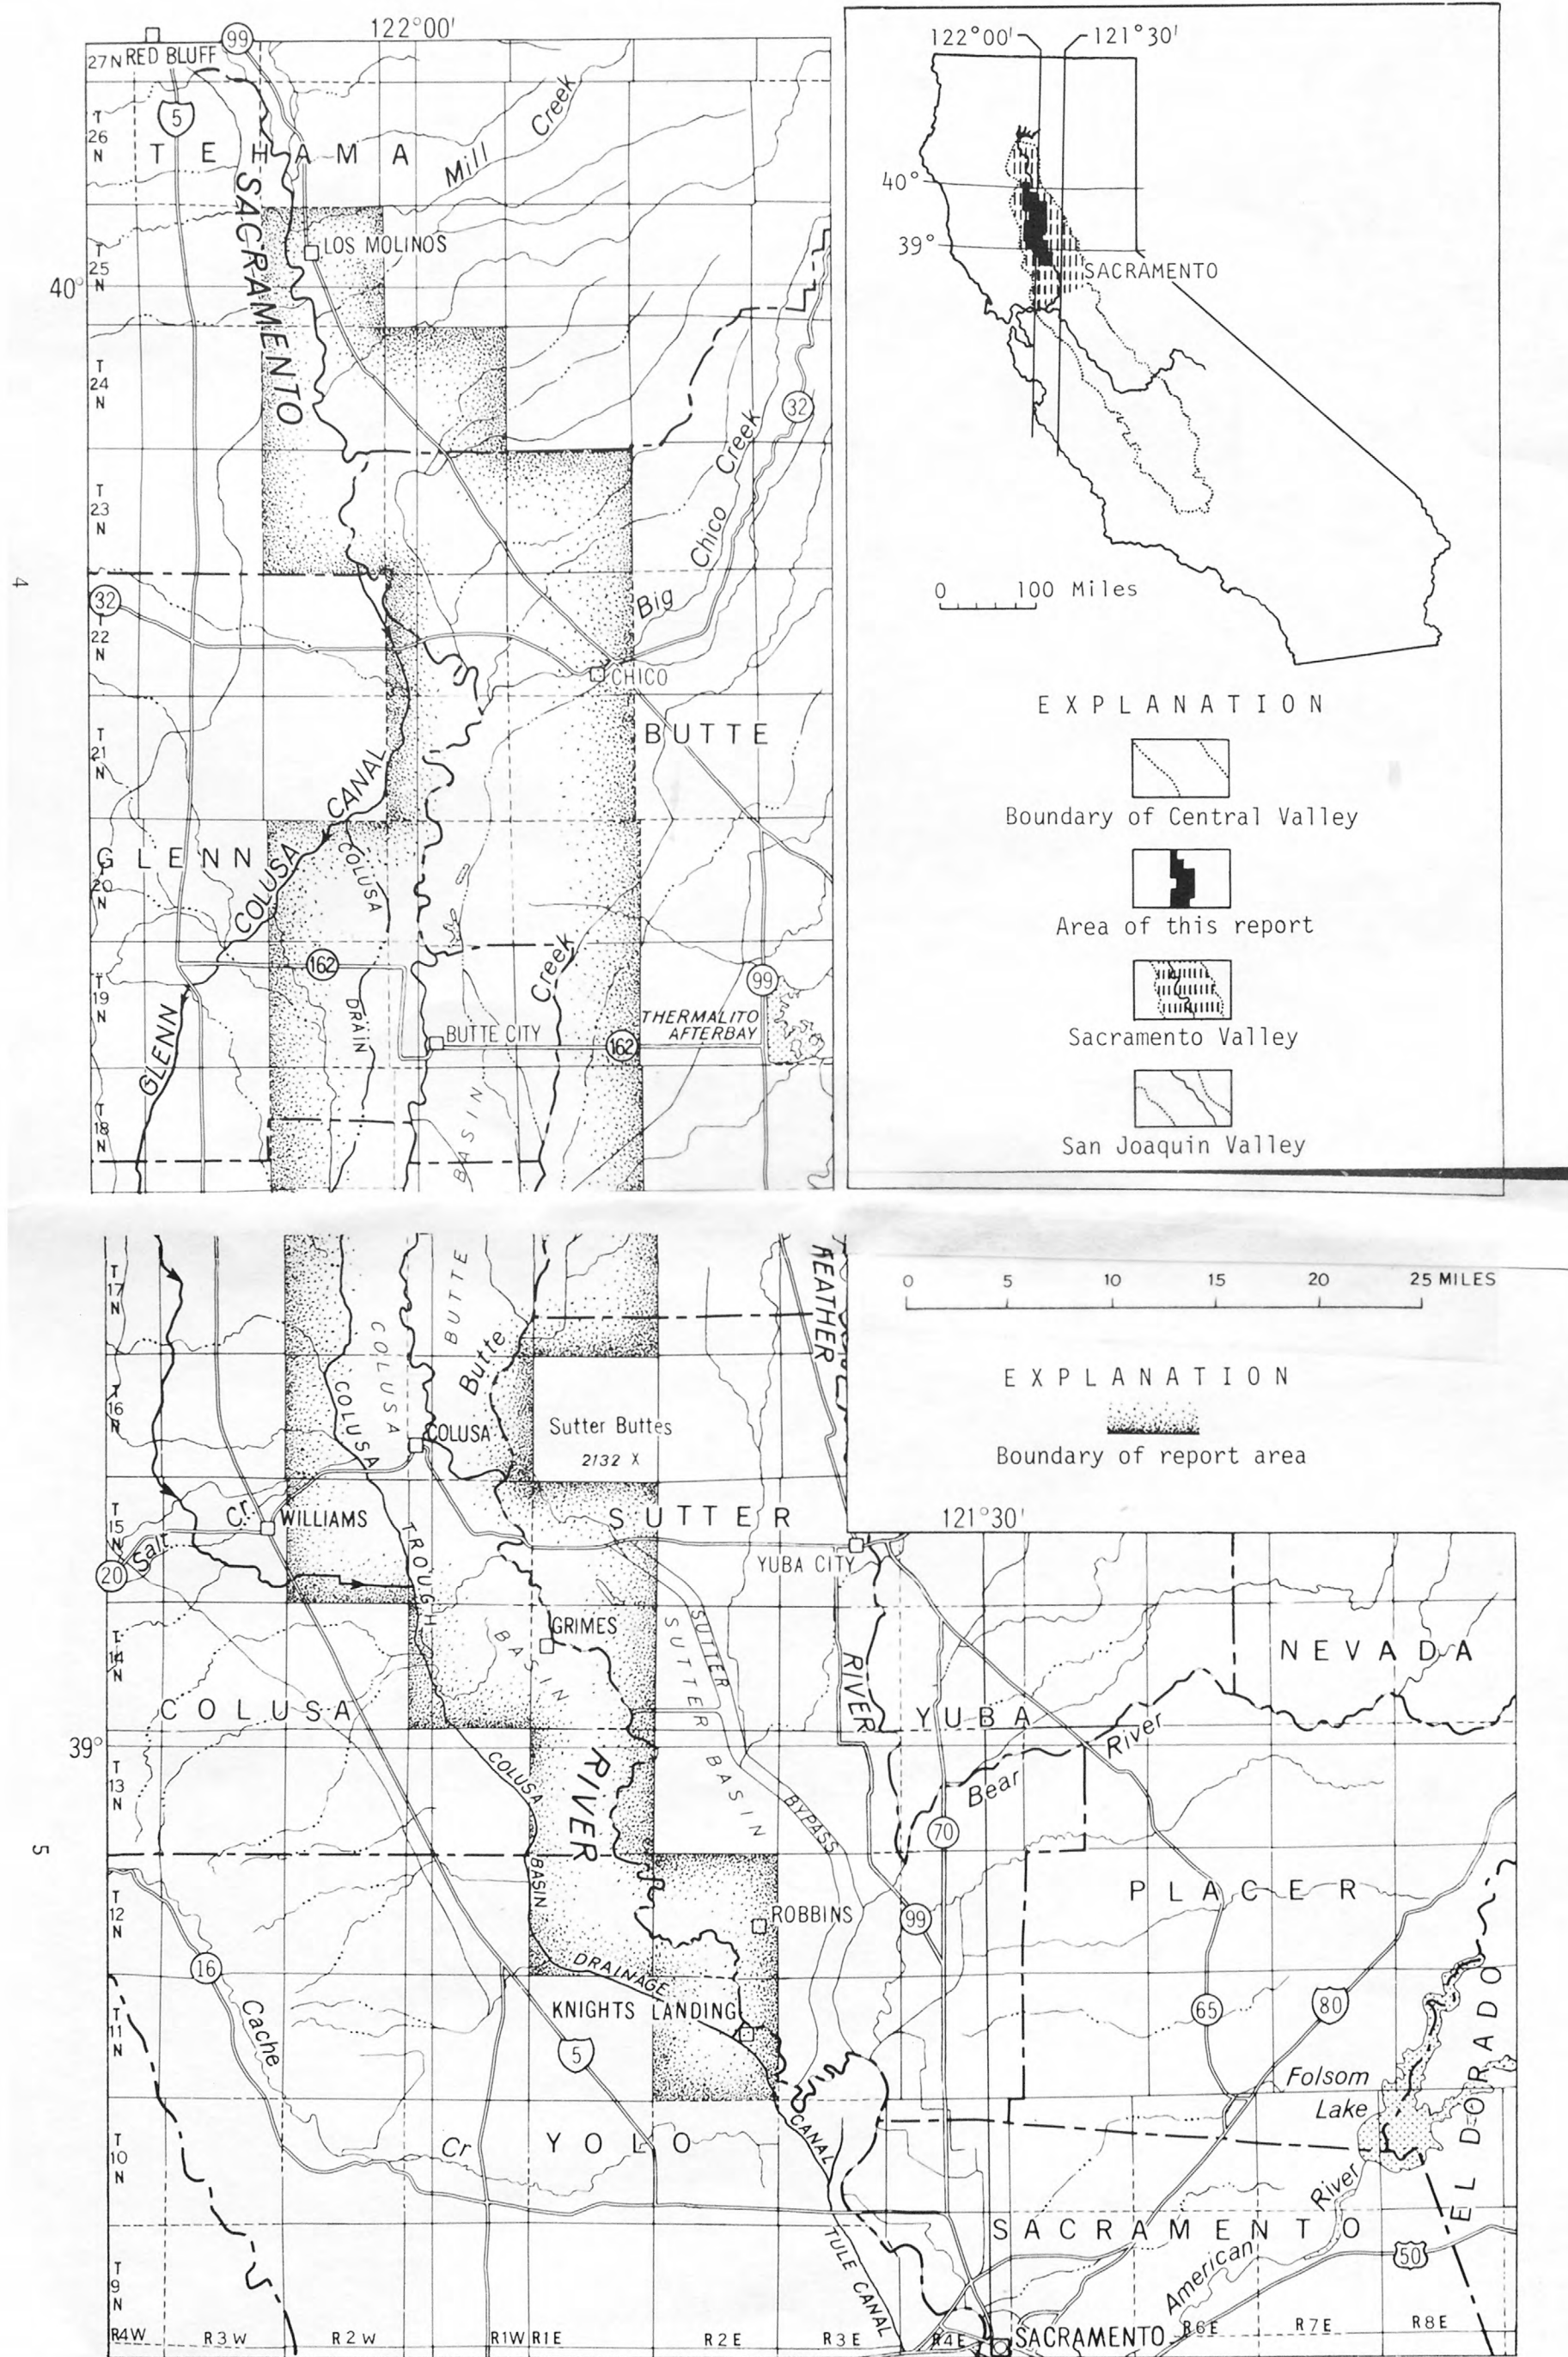 122°00'
99
27N RED BLUFF
5
T
26
N
TEHAMA
Mill Creek
SACRAMENTO
LOS MOLINOS
T
25
N
40°
T
24
N
32
Big Chico Creek
T
23
N
32
T
22
N
CHICO
BUTTE
T
21
N
GLENN
COLUSA CANAL
COLUSA
T
20
N
162
Creek
99
T
19
N
DRAIN
THERMALITO
AFTERBAY
BUTTE CITY
162
GLENN
BASIN
T
18
N
4
122°00' 121°30'
40°
39°
SACRAMENTO
0 100 Miles
EXPLANATION
Boundary of Central Valley
Area of this report
Sacramento Valley
San Joaquin Valley
T
17
N
BUTTE
FEATHER
0 5 10 15 20 25 MILES
EXPLANATION
Boundary of report area
COLUSA
Butte
T
16
N
COLUSA
COLUSA
Sutter Buttes
2132 X
T
15
N
Salt Cr.
WILLIAMS
20
TROUGH
SUTTER
YUBA CITY
121°30'
T
14
N
GRIMES
BASIN
SUTTER
SUTTER
RIVER
YUBA
NEVADA
COLUSA
39°
T
13
N
COLUSA
RIVER
BASIN
BYPASS
Bear River
70
BASIN
T
12
N
ROBBINS
99
PLACER
16
DRAINAGE
KNIGHTS LANDING
T
11
N
Cache
5
65
80
Folsom
Lake
EL DORADO
CANAL
T
10
N
Cr
YOLO
River
SACRAMENTO
American
50
T
9
N
TULE CANAL
R4W R3W R2W R1W R1E R2E R3E R4E SACRAMENTO R6E R7E R8E
5